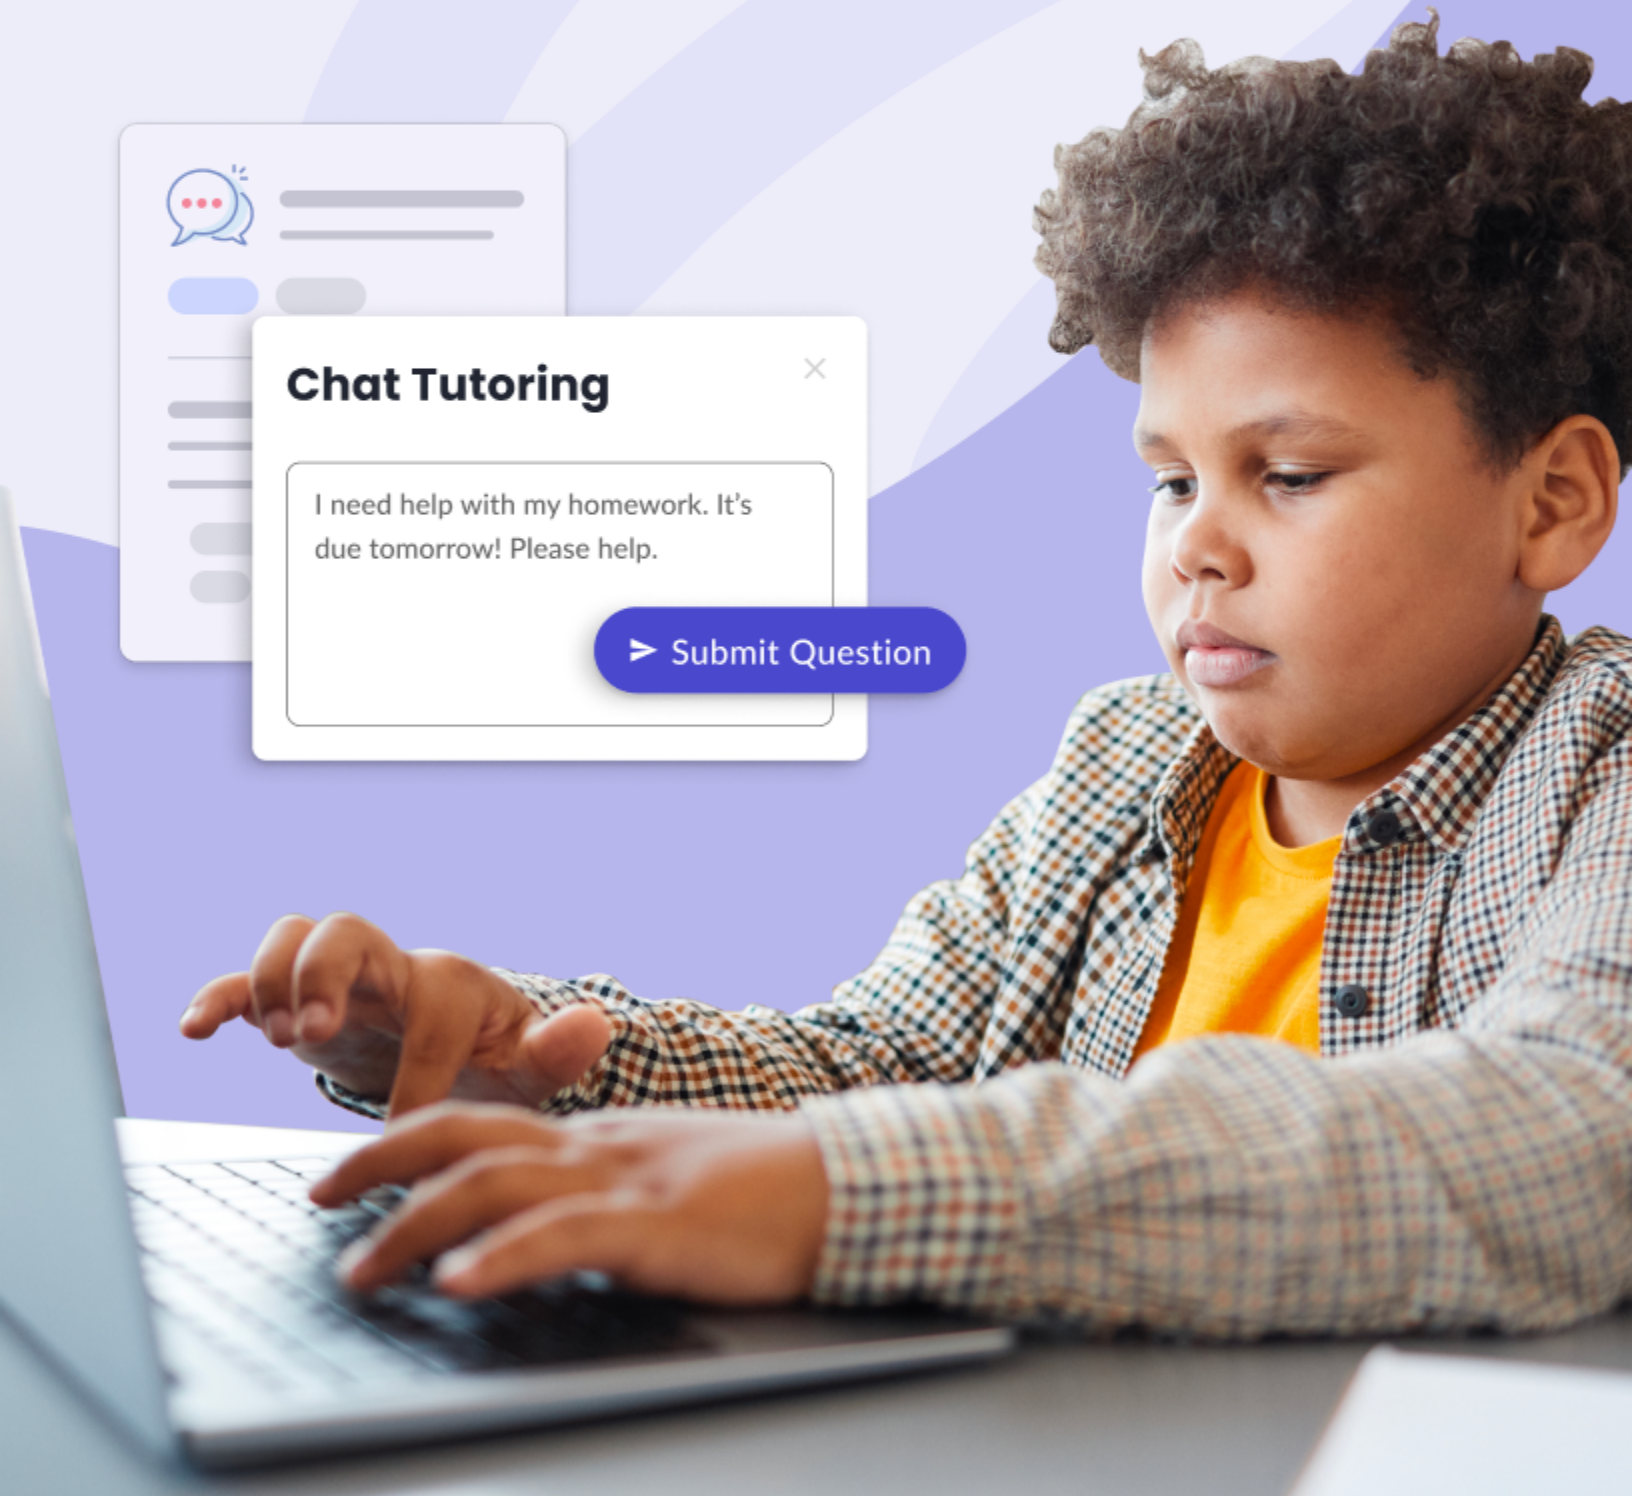 Chat Tutoring
I need help with my homework. It’s
due tomorrow! Please help.
Submit Question